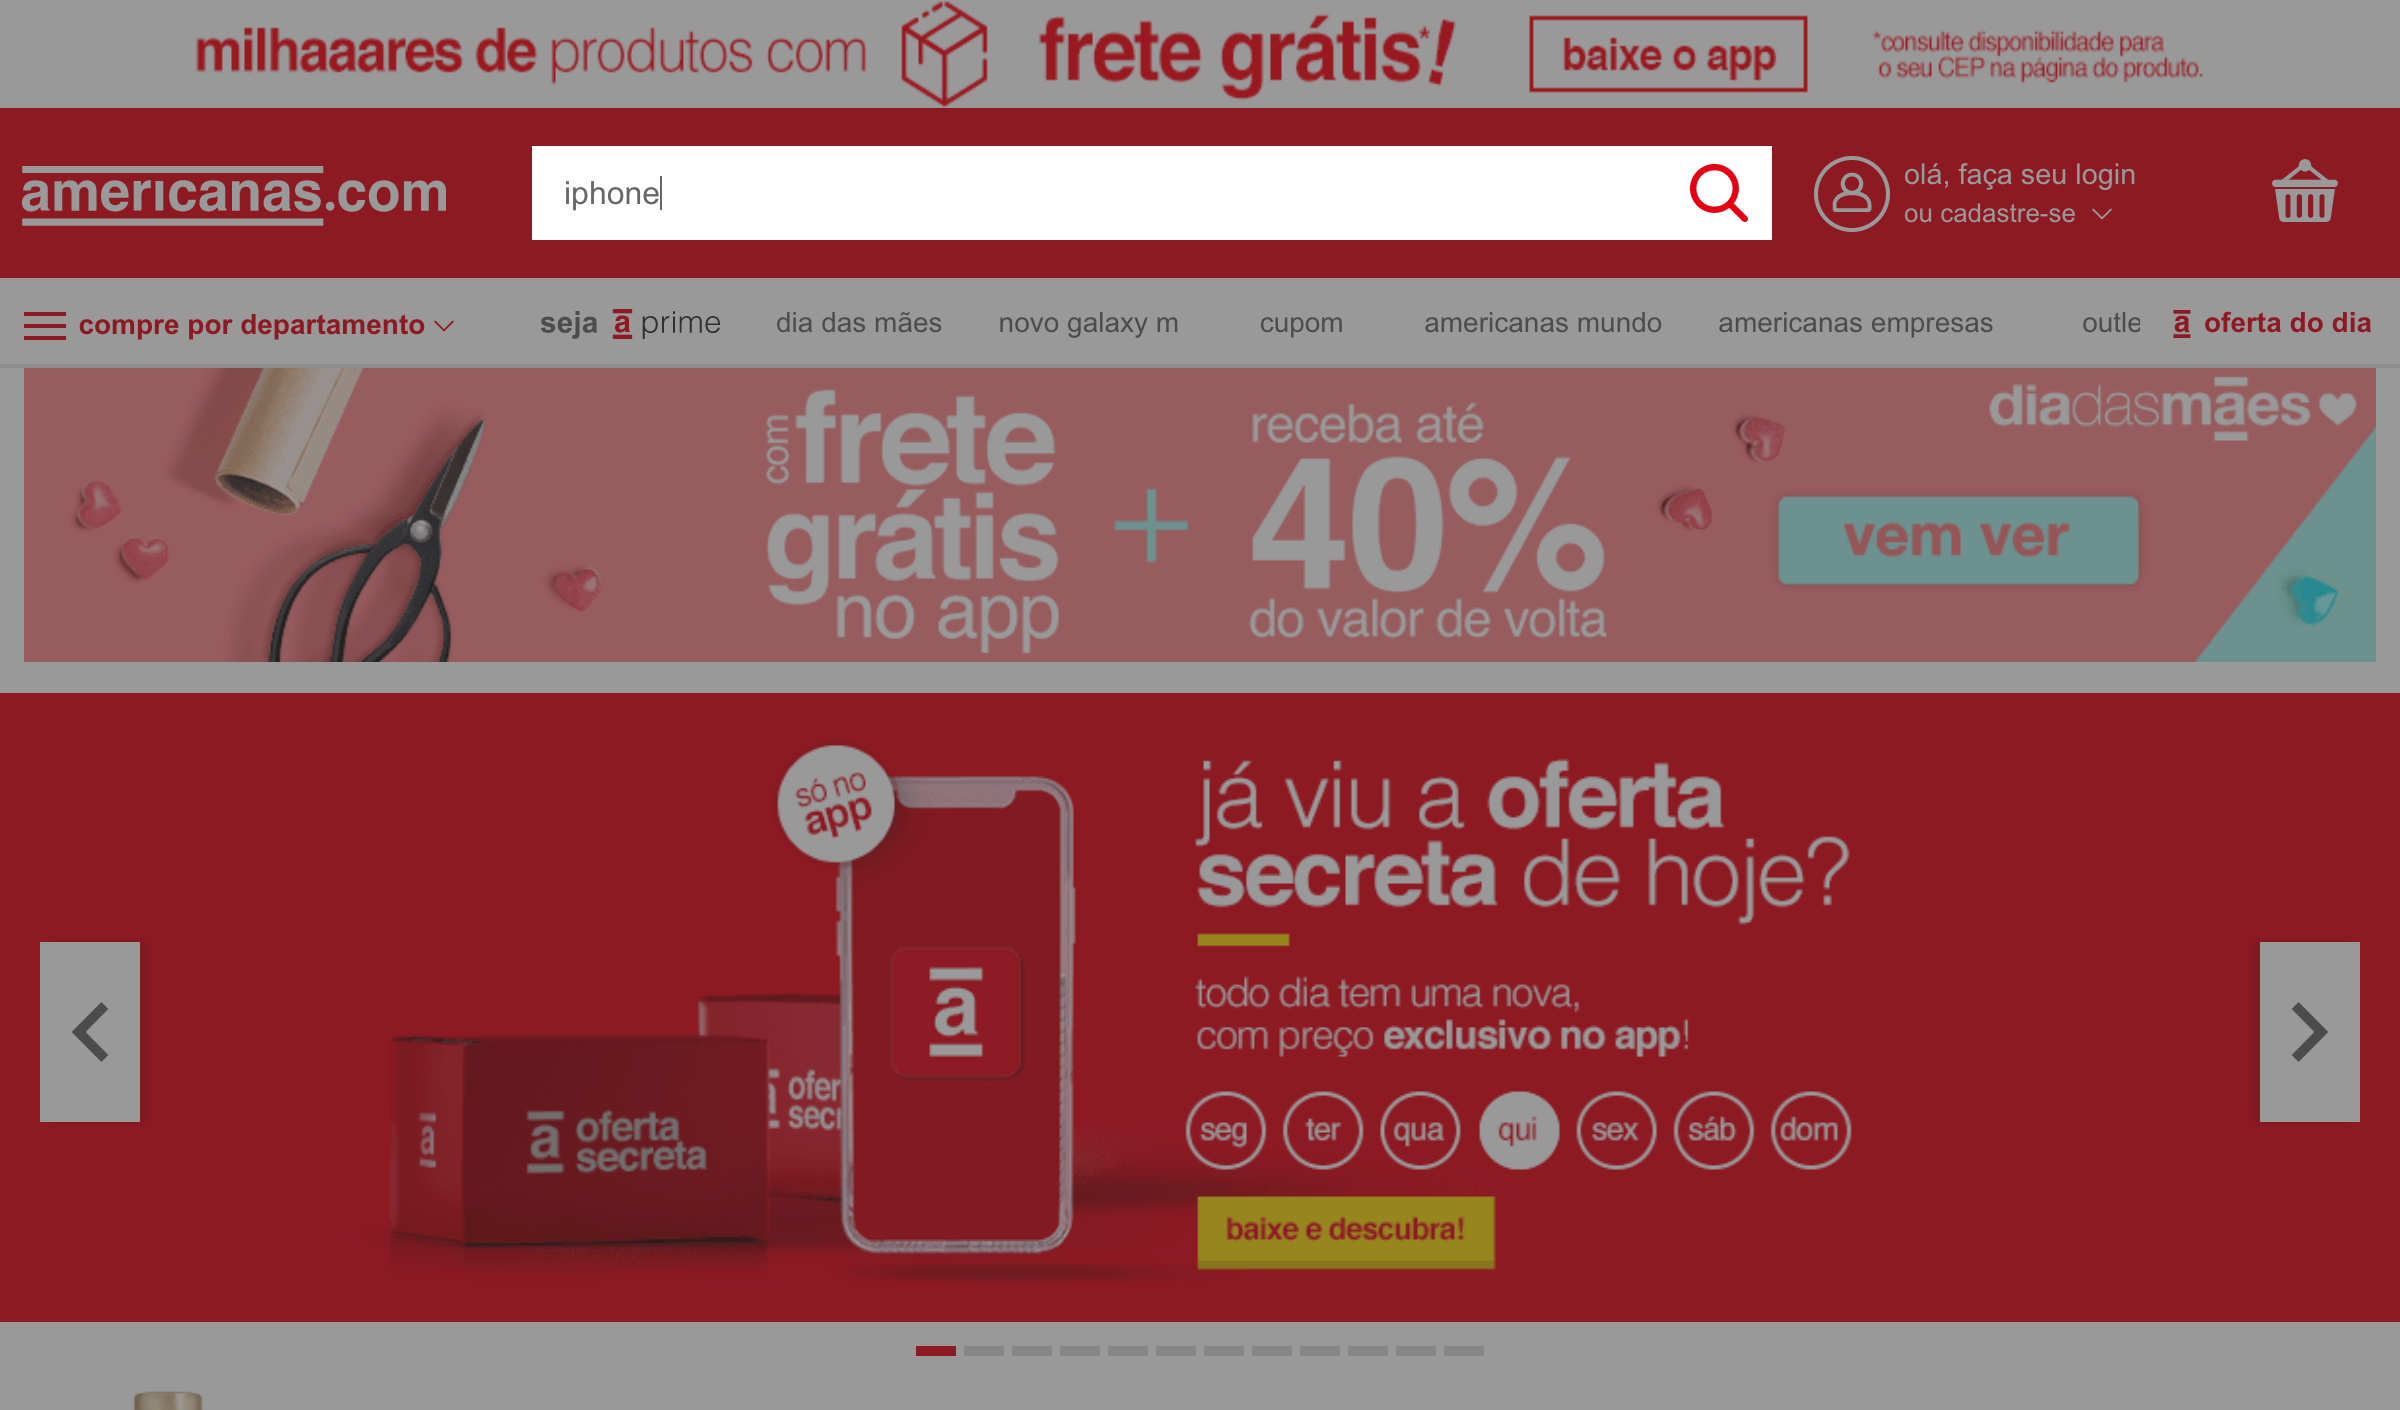 milhaaares de produtos com frete grátis*! baixe o app
*consulte disponibilidade para
o seu CEP na página do produto.
americanas.com
iphone
olá, faça seu login
ou cadastre-se
compre por departamento
seja a prime
dia das mães
novo galaxy m
cupom
americanas mundo
americanas empresas
outle
a oferta do dia
com frete
grátis
no app
+
receba até
40%
do valor de volta
diadasmães
vem ver
só no
app
já viu a oferta
secreta de hoje?
todo dia tem uma nova,
com preço exclusivo no app!
seg ter qua qui sex sáb dom
baixe e descubra!
a
a
a oferta
secreta
a ofer
secr